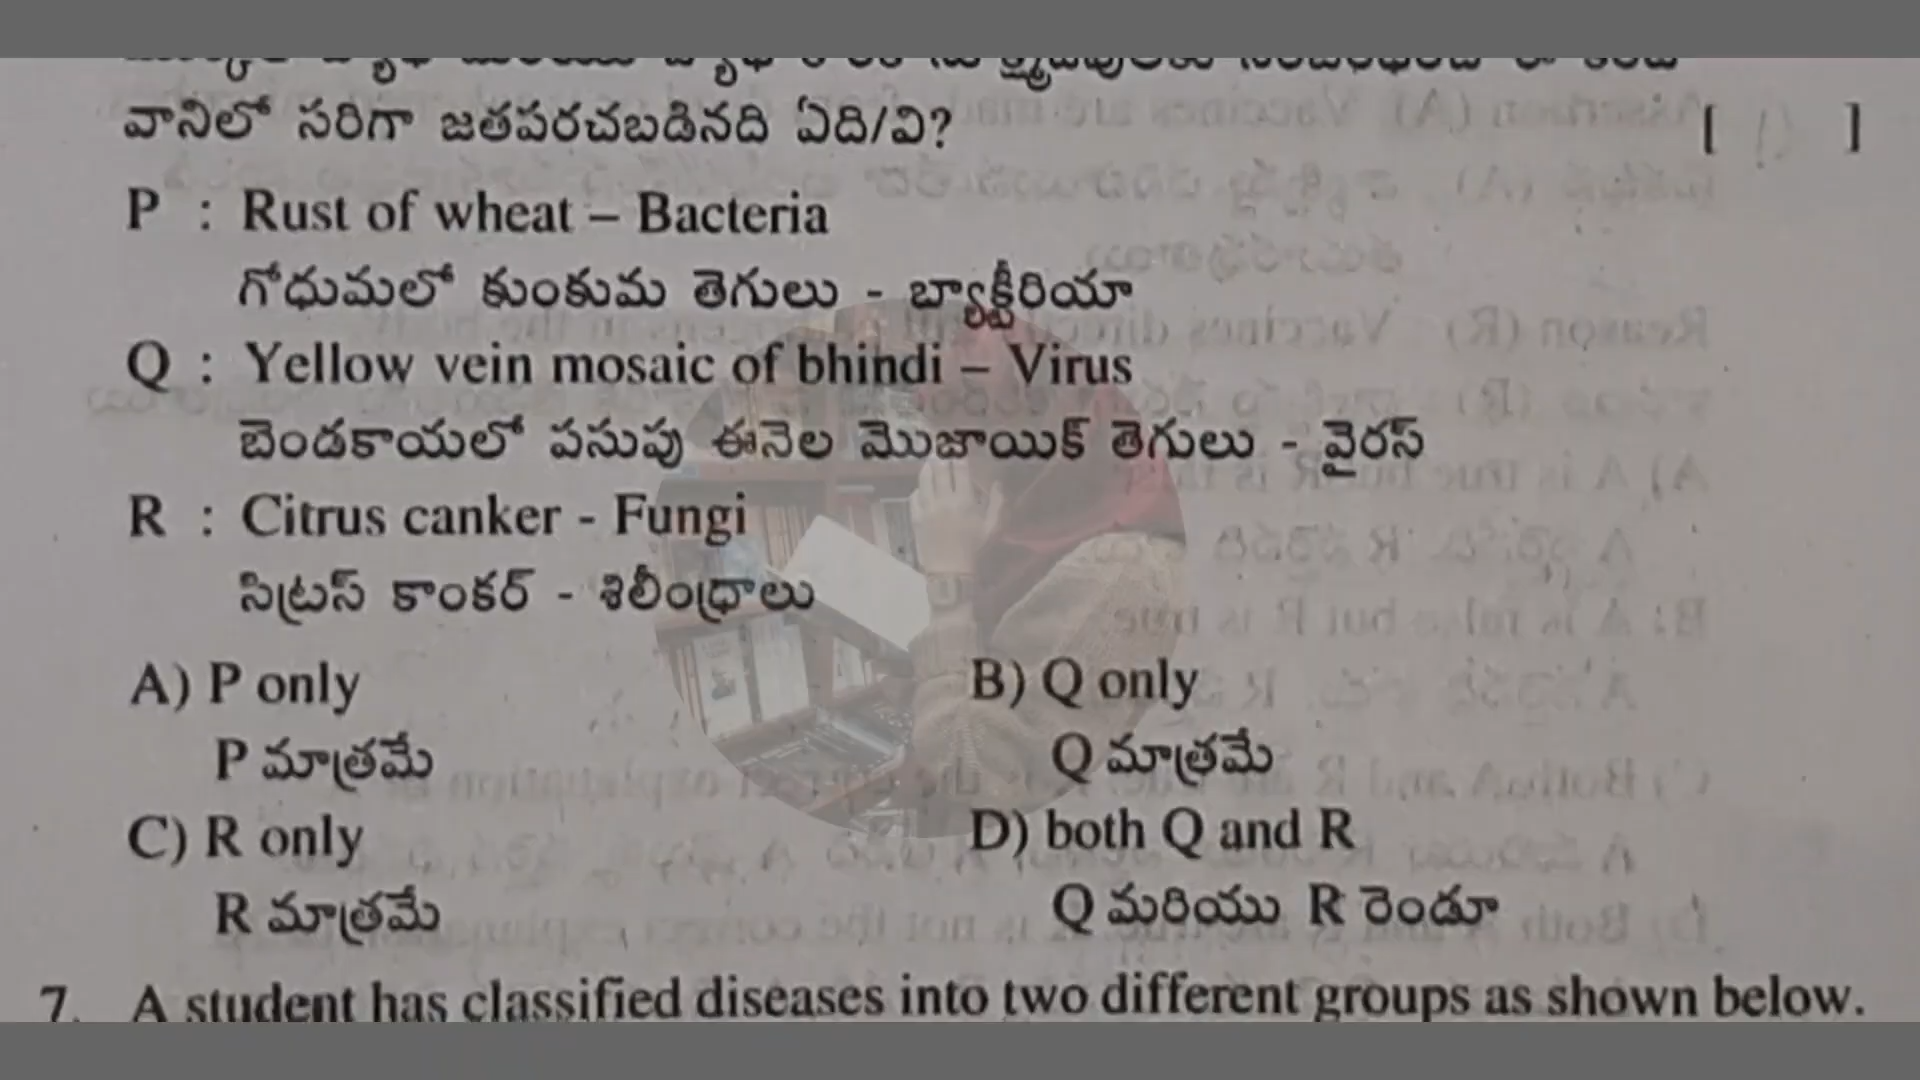 వానిలో సరిగా జతపరచబడినది ఏది/వి? [ ]
P : Rust of wheat – Bacteria
గోధుమలో కుంకుమ తెగులు - బ్యాక్టీరియా
Q : Yellow vein mosaic of bhindi – Virus
బెండకాయలో పసుపు ఈనెల మొజాయిక్ తెగులు - వైరస్
R : Citrus canker - Fungi
సిట్రస్ కాంకర్ - శిలీంధ్రాలు
A) P only B) Q only
P మాత్రమే Q మాత్రమే
C) R only D) both Q and R
R మాత్రమే Q మరియు R రెండూ
7. A student has classified diseases into two different groups as shown below.